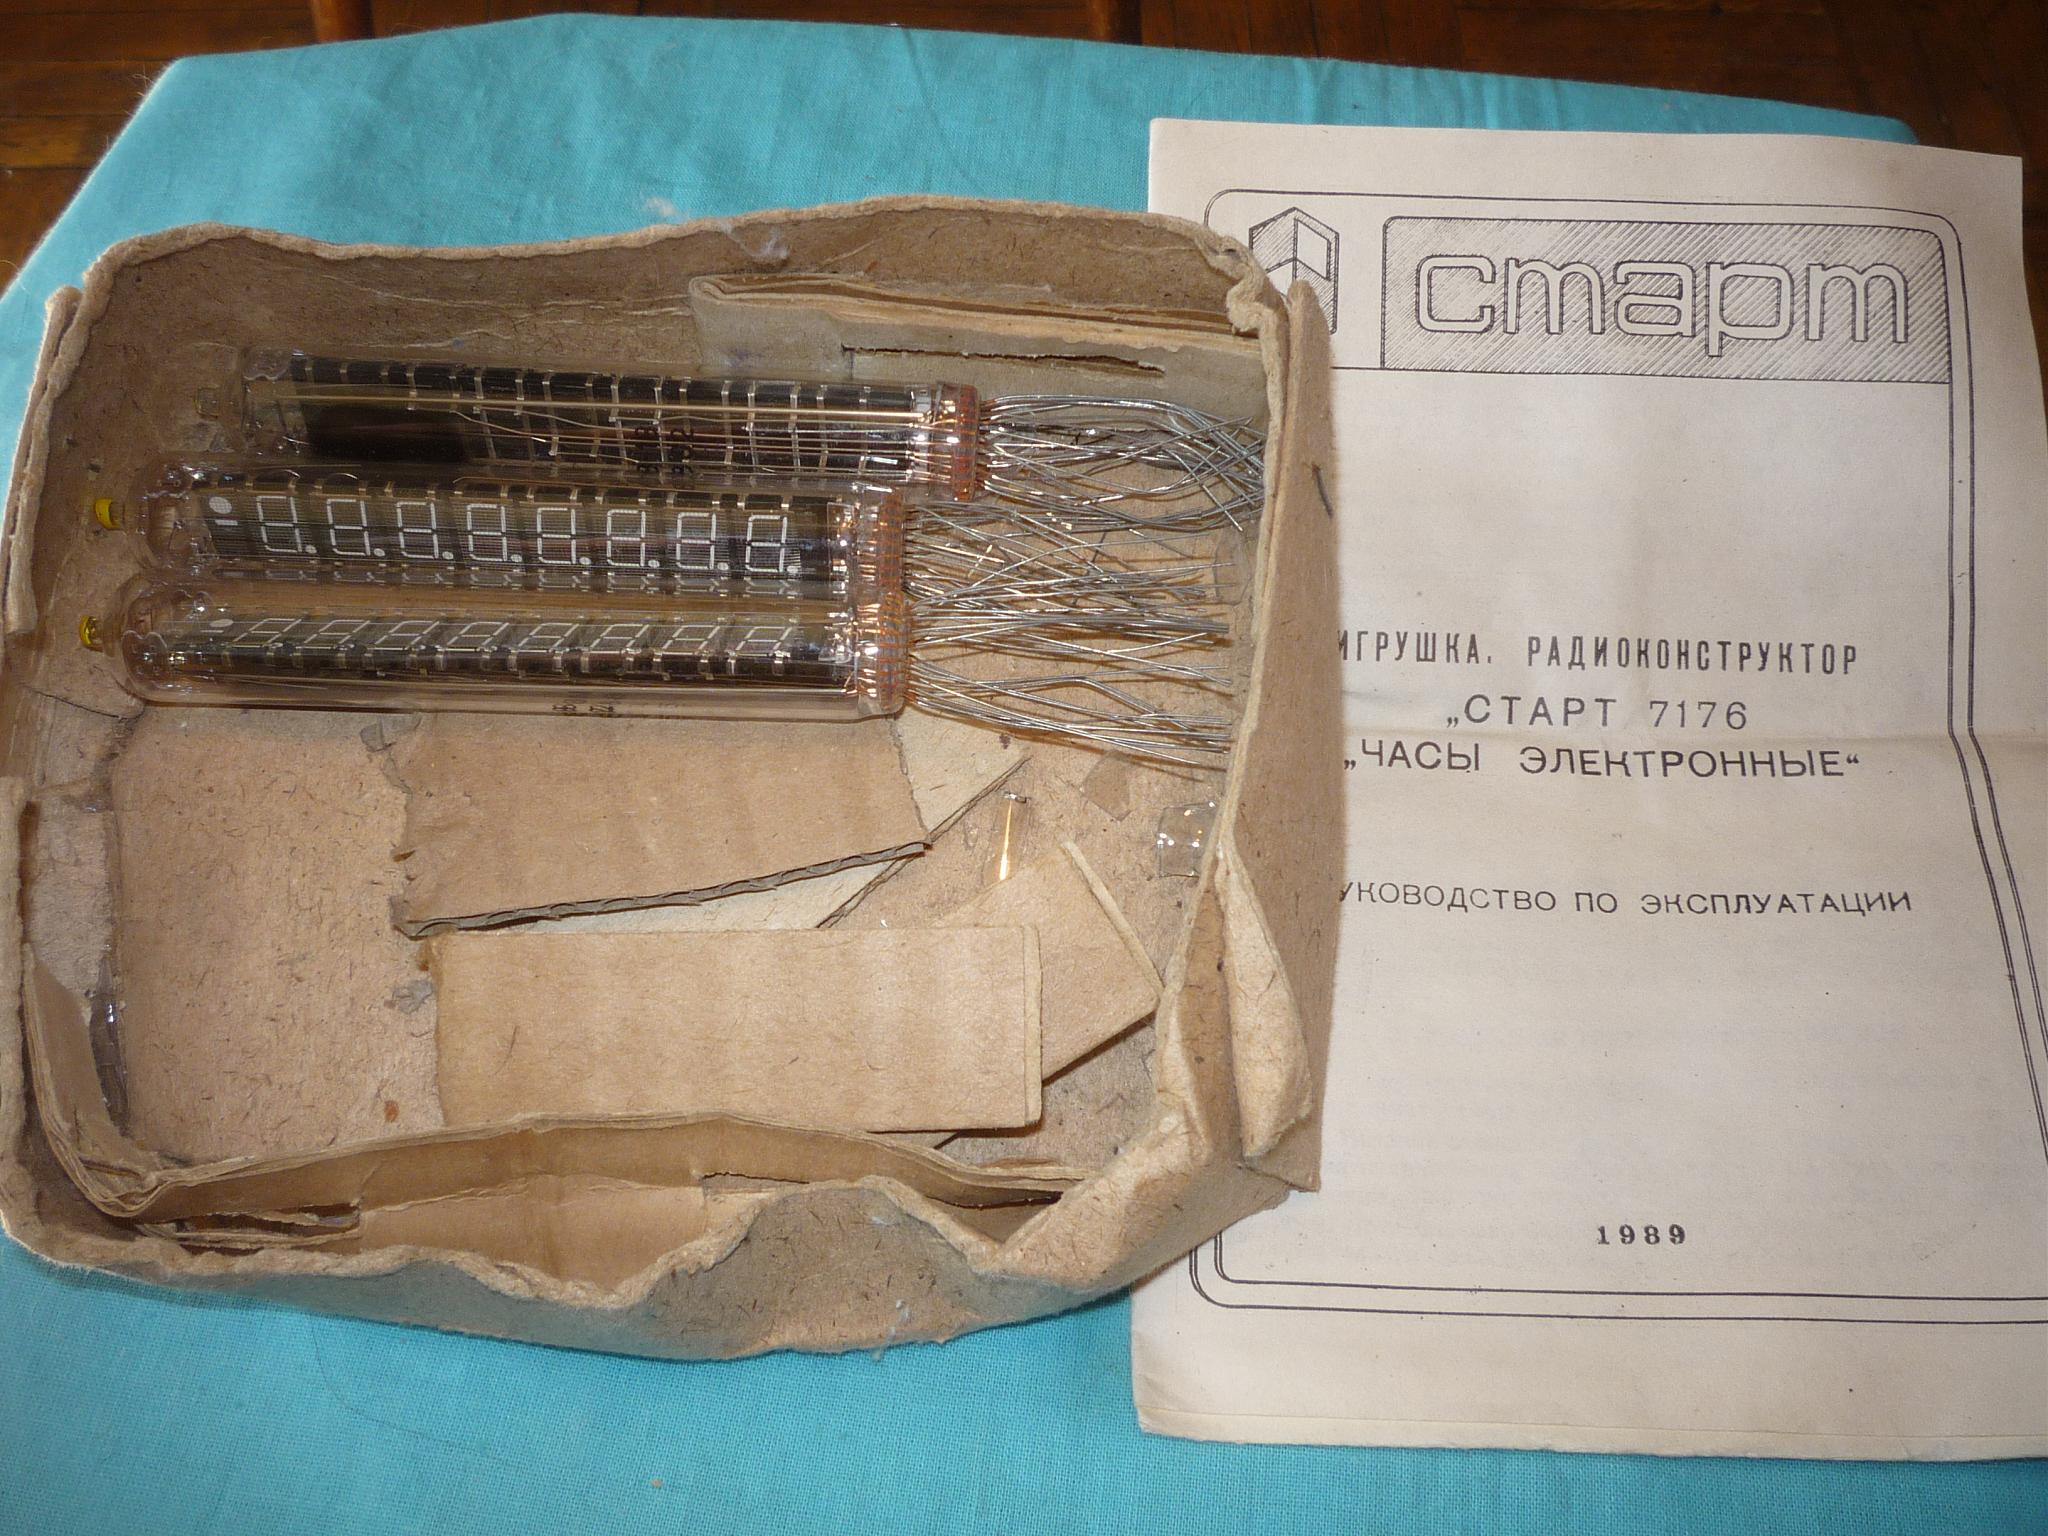 старт
ИГРУШКА. РАДИОКОНСТРУКТОР
„СТАРТ 7176
„ЧАСЫ ЭЛЕКТРОННЫЕ“
УКОВОДСТВО ПО ЭКСПЛУАТАЦИИ
1989